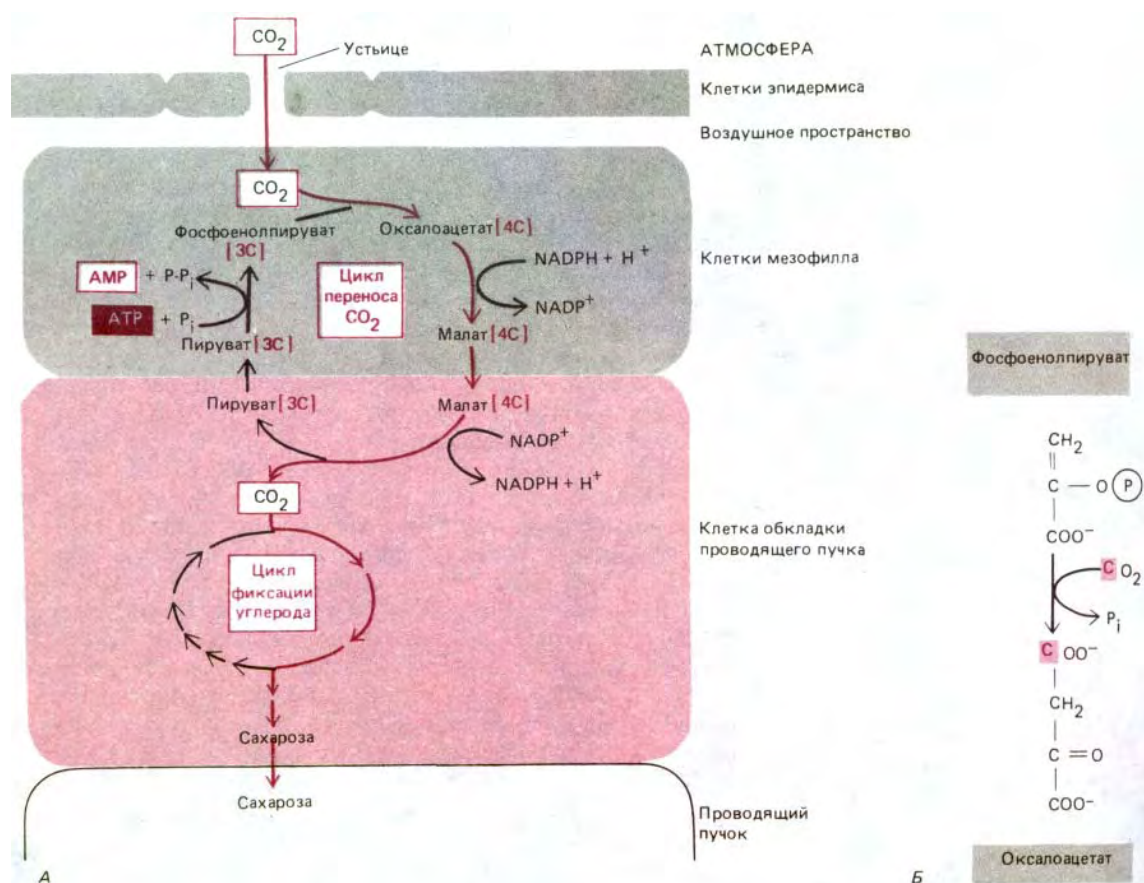 CO2
Устьице
АТМОСФЕРА
Клетки эпидермиса
Воздушное пространство
CO2
Фосфоенолпируват
[3C]
Оксалоацетат [4C]
AMP + P-Pi
ATP + Pi
Пируват [3C]
Цикл
переноса
CO2
NADPH + H+
NADP+
Малат [4C]
Клетки мезофилла
Пируват [3C]
Малат [4C]
NADP+
NADPH + H+
CO2
Цикл
фиксации
углерода
Клетка обкладки
проводящего пучка
Сахароза
Сахароза
Проводящий
пучок
А
Фосфоенолпируват
CH2
C — O P
COO−
CO2
Pi
COO−
CH2
C = O
COO−
Оксалоацетат
Б